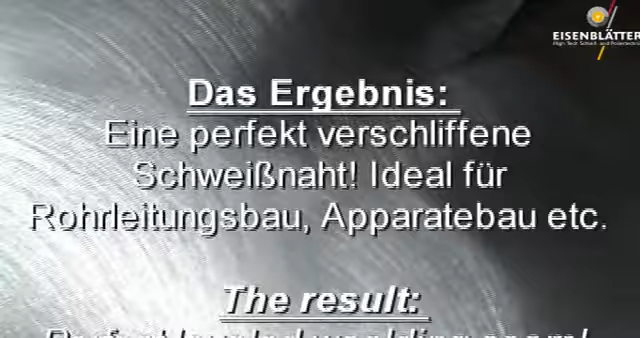 EISENBLÄTTER
Das Ergebnis:
Eine perfekt verschliffene
Schweißnaht! Ideal für
Rohrleitungsbau, Apparatebau etc.
The result: